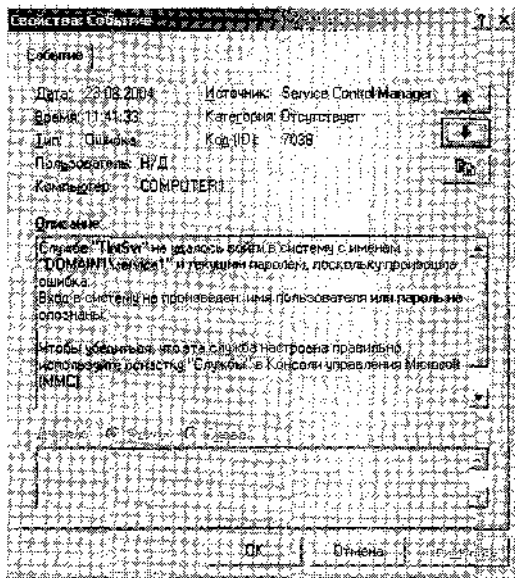 Свойства: Событие
Событие
Дата: 23.08.2004 Источник: Service Control Manager
Время: 11:41:33 Категория: Отсутствует
Тип: Ошибка Код (ID): 7038
Пользователь: Н/Д
Компьютер: COMPUTER1
Описание:
Службе "TlntSvr" не удалось войти в систему с именем
"DOMAIN1\service1" и текущим паролем, поскольку произошла
ошибка:
Вход в систему не произведен: имя пользователя или пароль не
опознаны.
Чтобы убедиться, что эта служба настроена правильно,
используйте оснастку "Службы" в Консоли управления Microsoft
(MMC).
OK Отмена